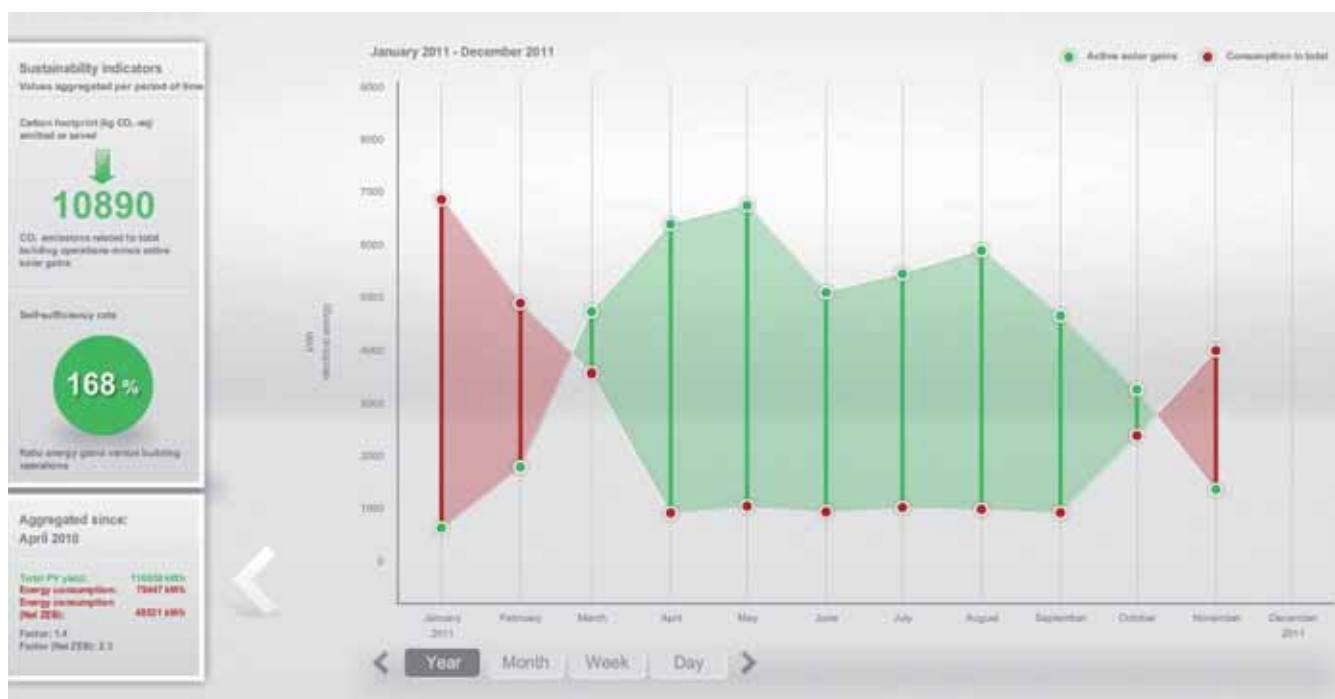 Sustainability indicators
Values aggregated per period of time
Carbon footprint (kg CO₂-eq)
emitted or saved
10890
CO₂ emissions related to total
building operations minus active
solar gains
Self-sufficiency rate
168 %
Ratio energy gains versus building
operations
Aggregated since:
April 2010
Total PV yield: kWh
Energy consumption: kWh
Energy consumption
(Net ZEB): kWh
Factor: 1.4
Factor (Net ZEB):
January 2011 - December 2011
Active solar gains
Consumption in total
8000
7000
6000
5000
4000
3000
2000
1000
0
kWh
January
2011
February
March
April
May
June
July
August
September
October
November
December
2011
Year
Month
Week
Day